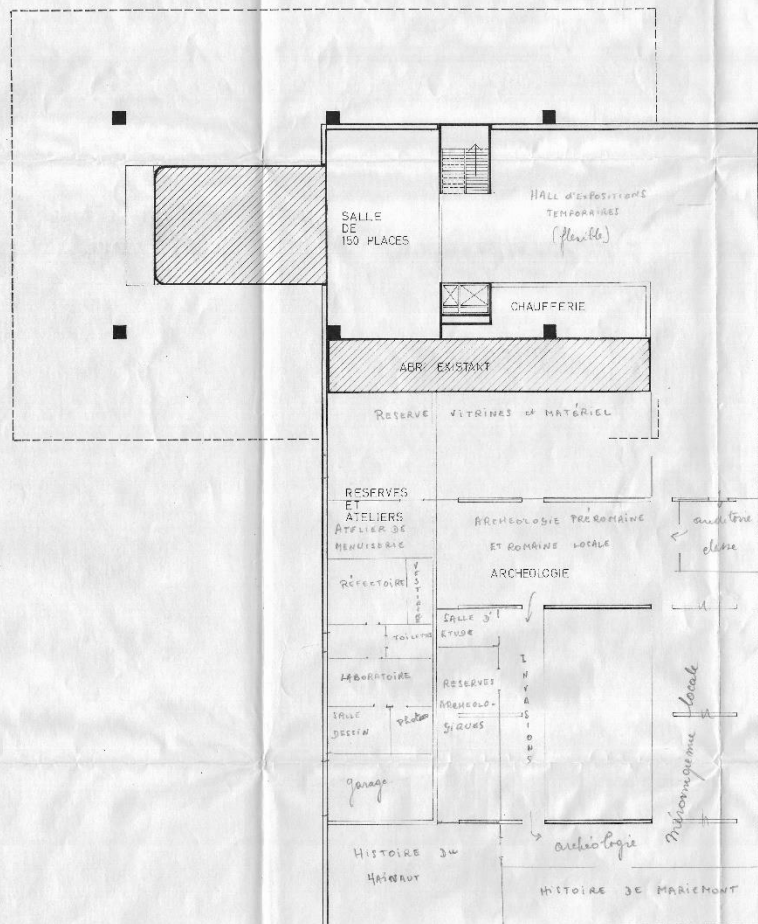 HALL D'EXPOSITIONS
TEMPORAIRES
(flexible)
SALLE
DE
150 PLACES
CHAUFFERIE
ABRI EXISTANT
RESERVE VITRINES et MATÉRIEL
RESERVES
ET
ATELIERS
ATELIER DE
MENUISERIE
ARCHEOLOGIE PRÉROMAINE
ET ROMAINE LOCALE
ARCHEOLOGIE
auditoire
classe
RÉFECTOIRE
VESTIAIRE
TOILETTES
SALLE D'
ETUDE
LABORATOIRE
RESERVES
ARCHEOLO-
GIQUES
INVASIONS
SALLE
DESSIN
Photo
garage
mérovingienne locale
archéologie
HISTOIRE DU
HAINAUT
HISTOIRE DE MARIEMONT